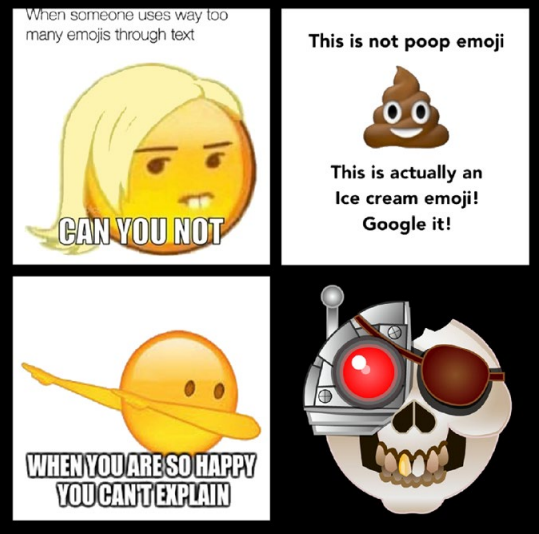 When someone uses way too
many emojis through text
CAN YOU NOT
This is not poop emoji
This is actually an
Ice cream emoji!
Google it!
WHEN YOU ARE SO HAPPY
YOU CAN'T EXPLAIN